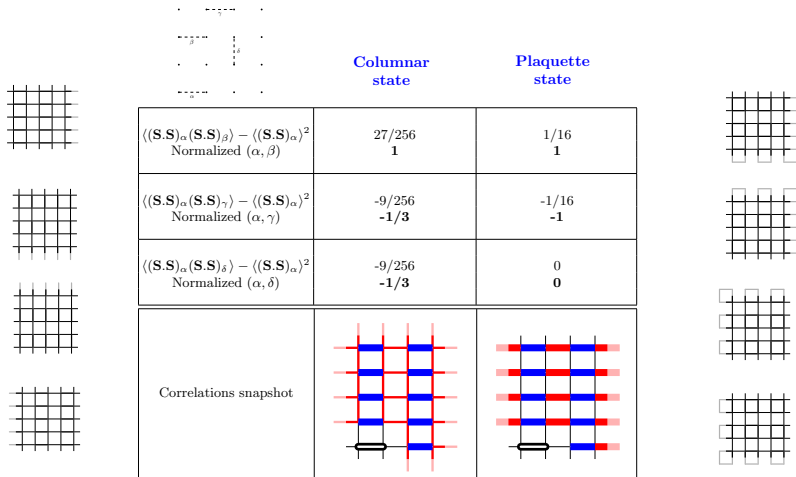 γ
β
δ
α
Columnar
state
Plaquette
state
⟨(S.S)α(S.S)β⟩ − ⟨(S.S)α⟩²
Normalized (α, β)
27/256
1
1/16
1
⟨(S.S)α(S.S)γ⟩ − ⟨(S.S)α⟩²
Normalized (α, γ)
-9/256
-1/3
-1/16
-1
⟨(S.S)α(S.S)δ⟩ − ⟨(S.S)α⟩²
Normalized (α, δ)
-9/256
-1/3
0
0
Correlations snapshot